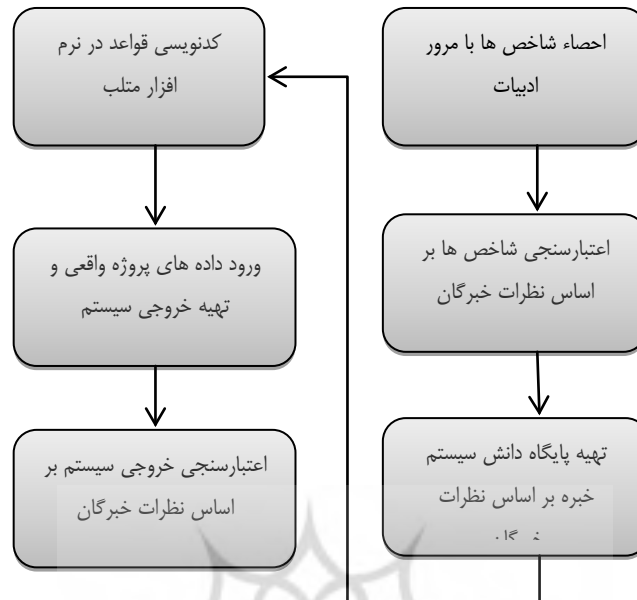 احصاء شاخص ها با مرور
ادبیات
اعتبارسنجی شاخص ها بر
اساس نظرات خبرگان
تهیه پایگاه دانش سیستم
خبره بر اساس نظرات
کدنویسی قواعد در نرم
افزار متلب
ورود داده های پروژه واقعی و
تهیه خروجی سیستم
اعتبارسنجی خروجی سیستم بر
اساس نظرات خبرگان